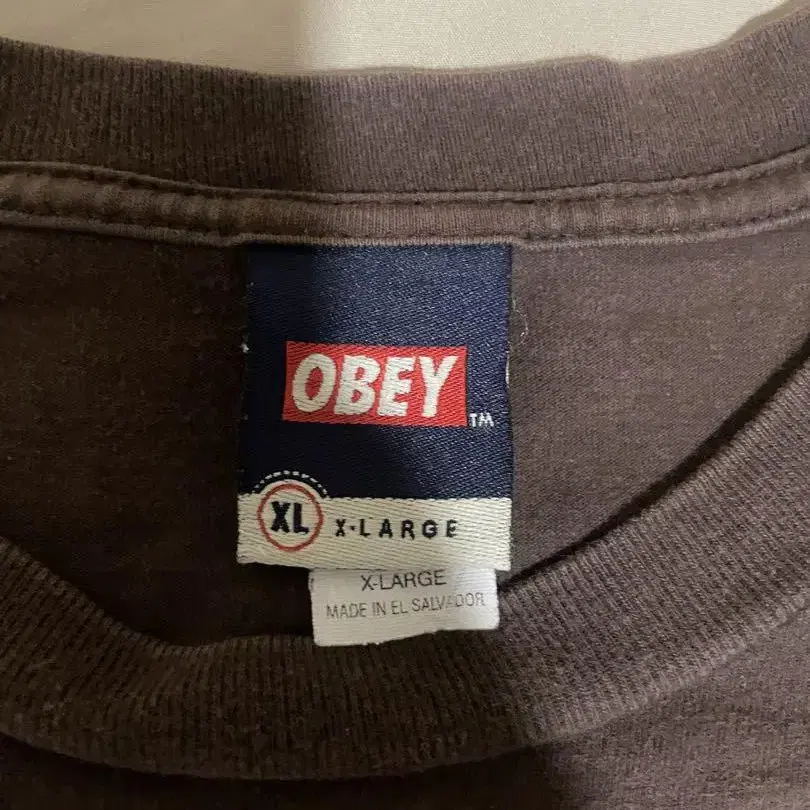 OBEY TM
XL X-LARGE
X-LARGE
MADE IN EL SALVADOR